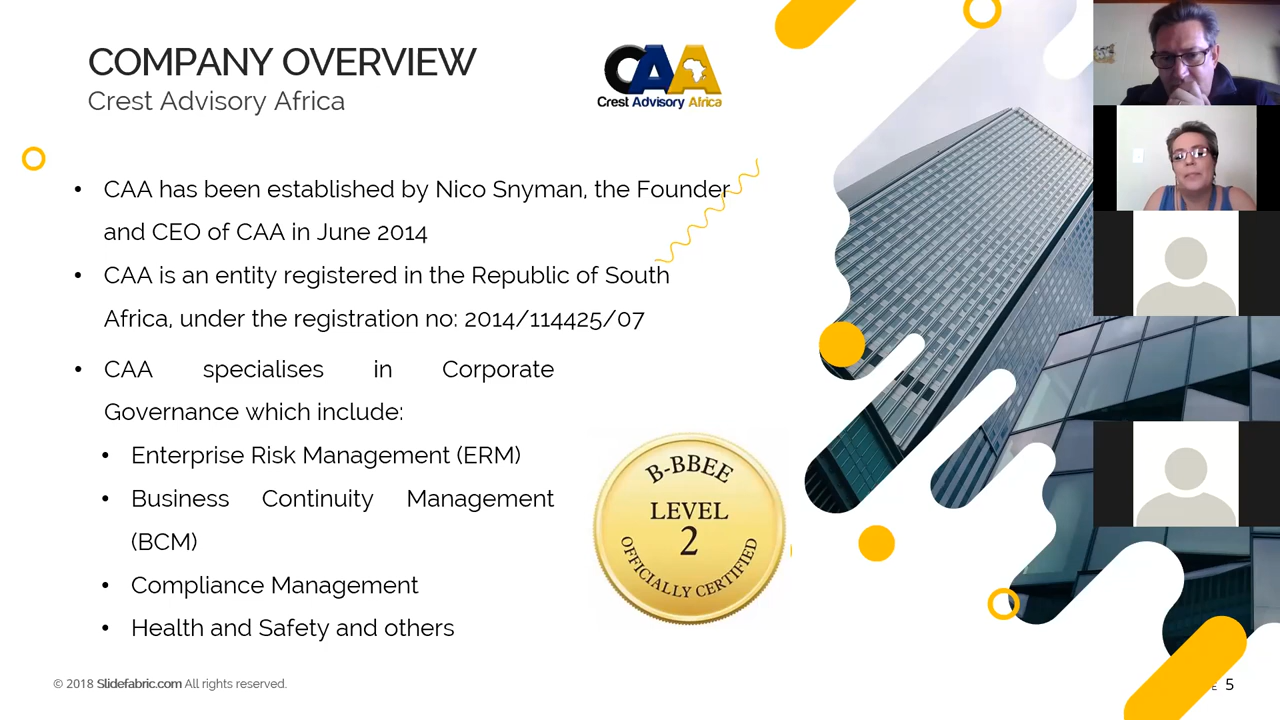 COMPANY OVERVIEW
Crest Advisory Africa
CAA
Crest Advisory Africa
• CAA has been established by Nico Snyman, the Founder
and CEO of CAA in June 2014
• CAA is an entity registered in the Republic of South
Africa, under the registration no: 2014/114425/07
• CAA specialises in Corporate
Governance which include:
• Enterprise Risk Management (ERM)
• Business Continuity Management
(BCM)
• Compliance Management
• Health and Safety and others
B-BBEE
LEVEL
2
OFFICIALLY CERTIFIED
© 2018 Slidefabric.com All rights reserved.
5